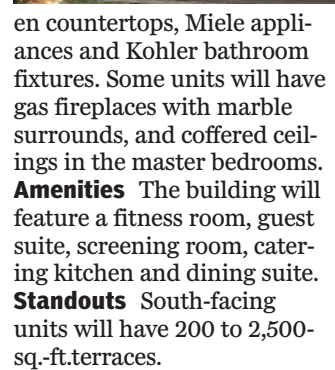 en countertops, Miele appli-
ances and Kohler bathroom
fixtures. Some units will have
gas fireplaces with marble
surrounds, and coffered ceil-
ings in the master bedrooms.
Amenities The building will
feature a fitness room, guest
suite, screening room, cater-
ing kitchen and dining suite.
Standouts South-facing
units will have 200 to 2,500-
sq.-ft.terraces.